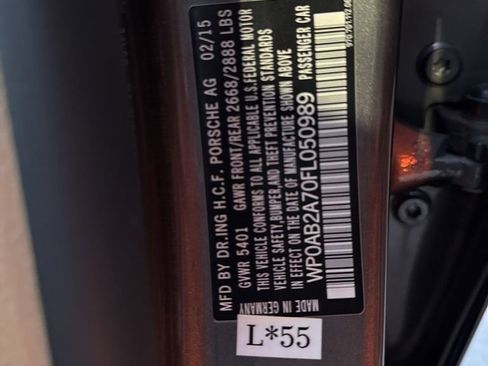 MFD BY DR.ING H.C.F. PORSCHE AG 02/15
GVWR 5401 GAWR FRONT/REAR 2668/2888 LBS
THIS VEHICLE CONFORMS TO ALL APPLICABLE U.S.FEDERAL MOTOR
VEHICLE SAFETY,BUMPER,AND THEFT PREVENTION STANDARDS
IN EFFECT ON THE DATE OF MANUFACTURE SHOWN ABOVE
WP0AB2A70FL050989 PASSENGER CAR
MADE IN GERMANY
L*55